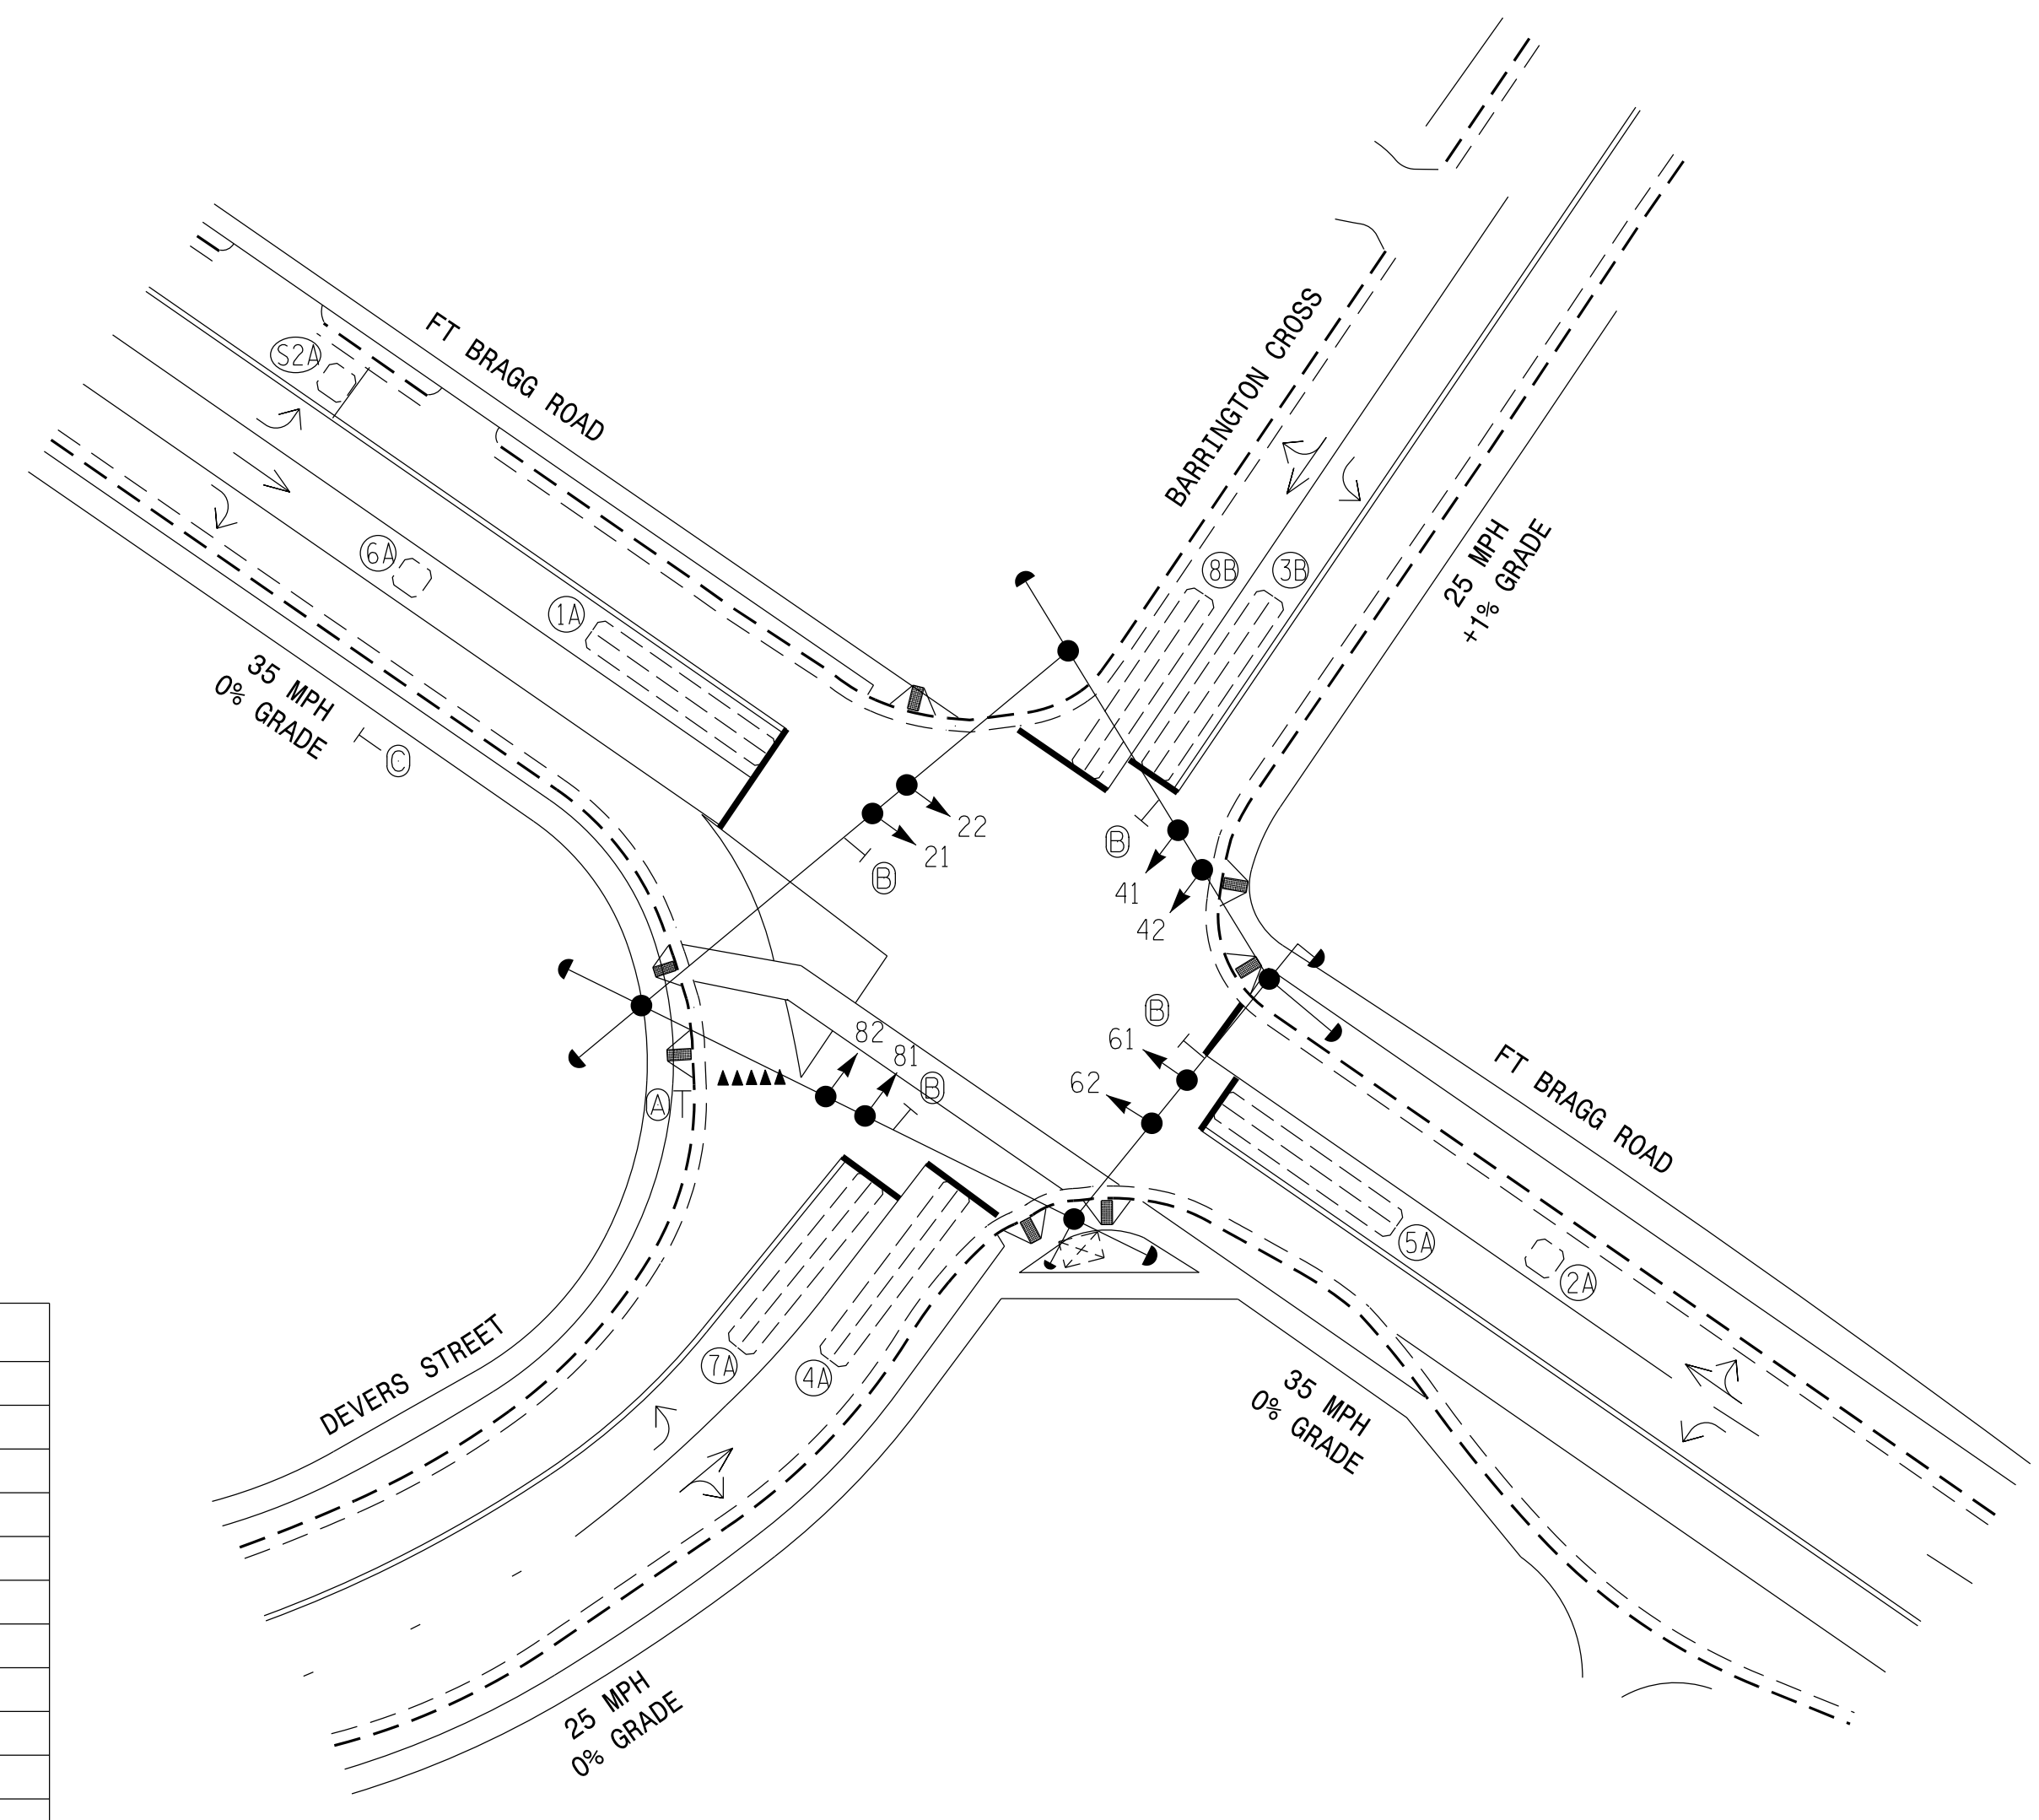 FT BRAGG ROAD
BARRINGTON CROSS
S2A
6A
1A
8B
3B
25 MPH
+1% GRADE
35 MPH
0% GRADE
C
22
21
B
B
41
42
B
61
62
82
81
B
A
FT BRAGG ROAD
5A
2A
7A
4A
DEVERS STREET
35 MPH
0% GRADE
25 MPH
0% GRADE